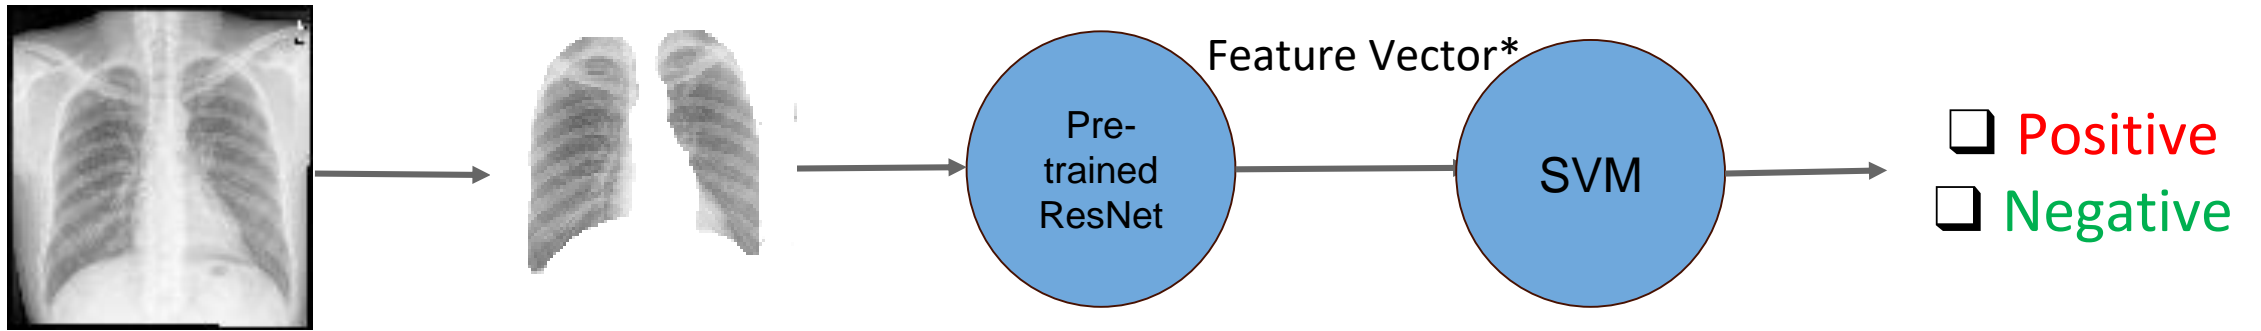 Feature Vector*
Pre-
trained
ResNet
SVM
Positive
Negative